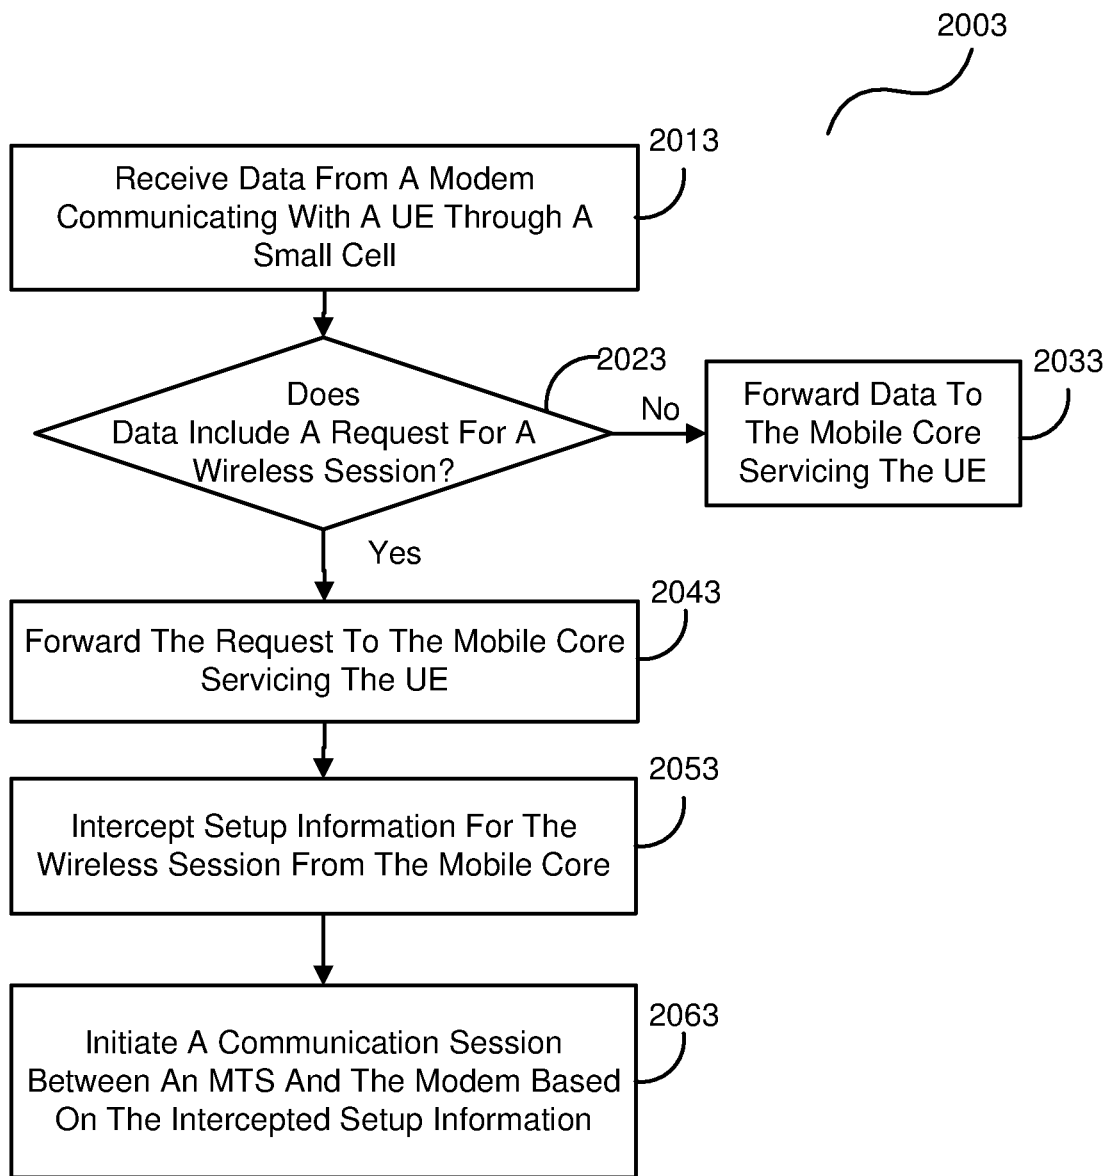 2003
2013
Receive Data From A Modem
Communicating With A UE Through A
Small Cell
2023
Does
Data Include A Request For A
Wireless Session?
No
2033
Forward Data To
The Mobile Core
Servicing The UE
Yes
2043
Forward The Request To The Mobile Core
Servicing The UE
2053
Intercept Setup Information For The
Wireless Session From The Mobile Core
2063
Initiate A Communication Session
Between An MTS And The Modem Based
On The Intercepted Setup Information